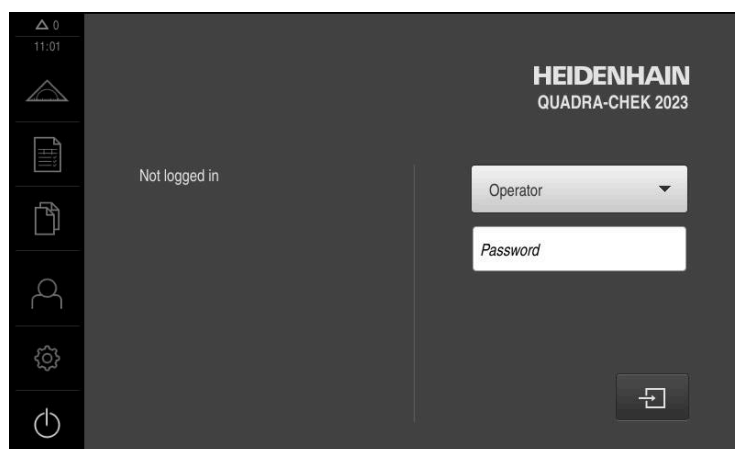 0
11:01
HEIDENHAIN
QUADRA-CHEK 2023
Not logged in
Operator
Password